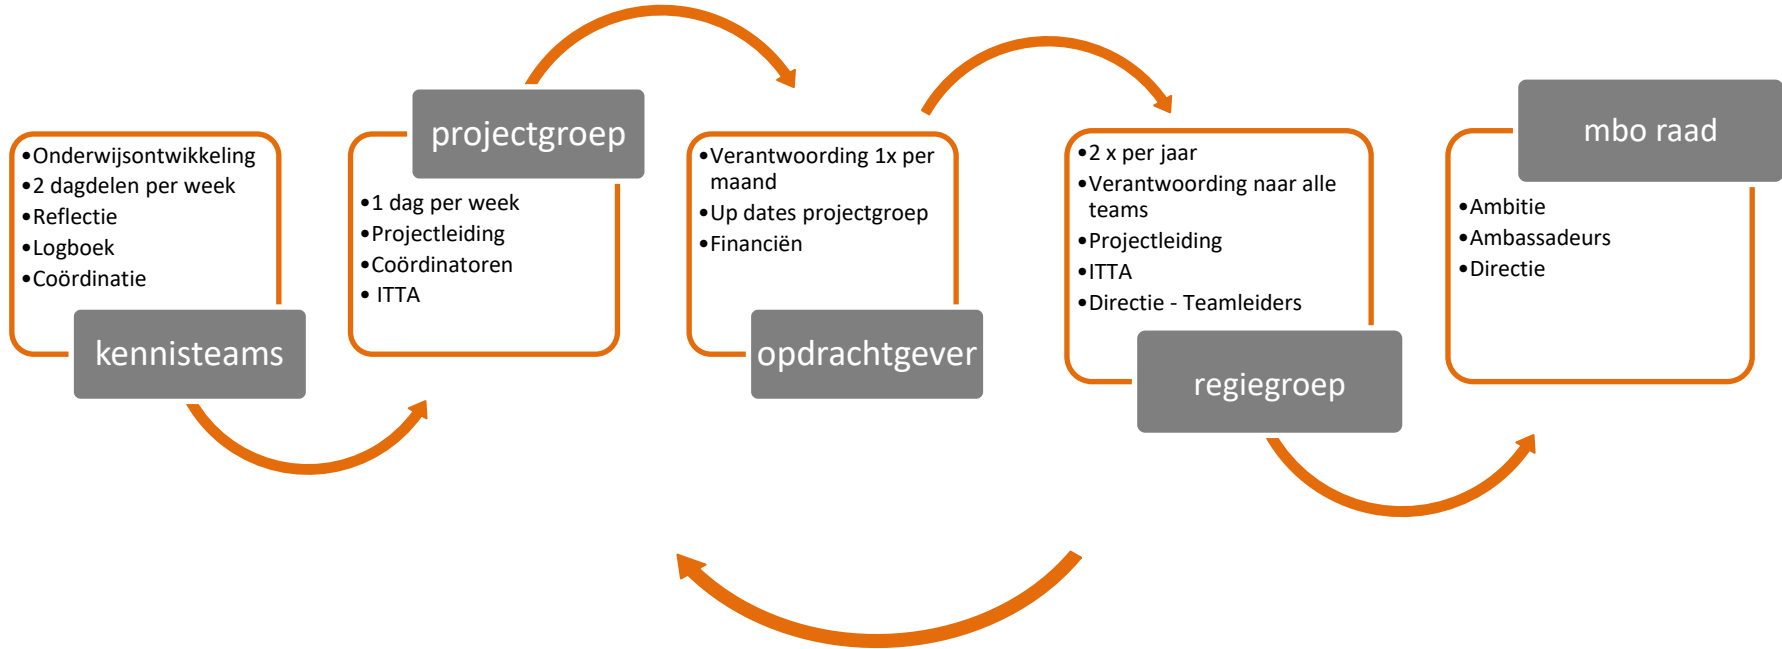 •Onderwijsontwikkeling
•2 dagdelen per week
•Reflectie
•Logboek
•Coördinatie
kennisteams
projectgroep
•1 dag per week
•Projectleiding
•Coördinatoren
• ITTA
•Verantwoording 1x per
maand
•Up dates projectgroep
•Financiën
opdrachtgever
•2 x per jaar
•Verantwoording naar alle
teams
•Projectleiding
•ITTA
•Directie - Teamleiders
regiegroep
mbo raad
•Ambitie
•Ambassadeurs
•Directie